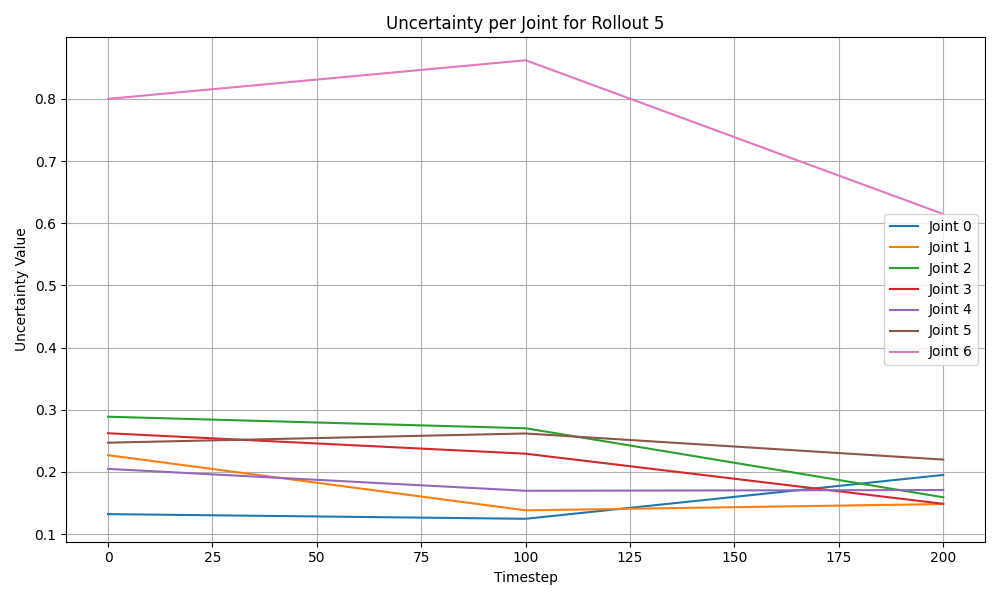 Uncertainty per Joint for Rollout 5
Uncertainty Value
0.8
0.7
0.6
0.5
0.4
0.3
0.2
0.1
Joint 0
Joint 1
Joint 2
Joint 3
Joint 4
Joint 5
Joint 6
0 25 50 75 100 125 150 175 200
Timestep